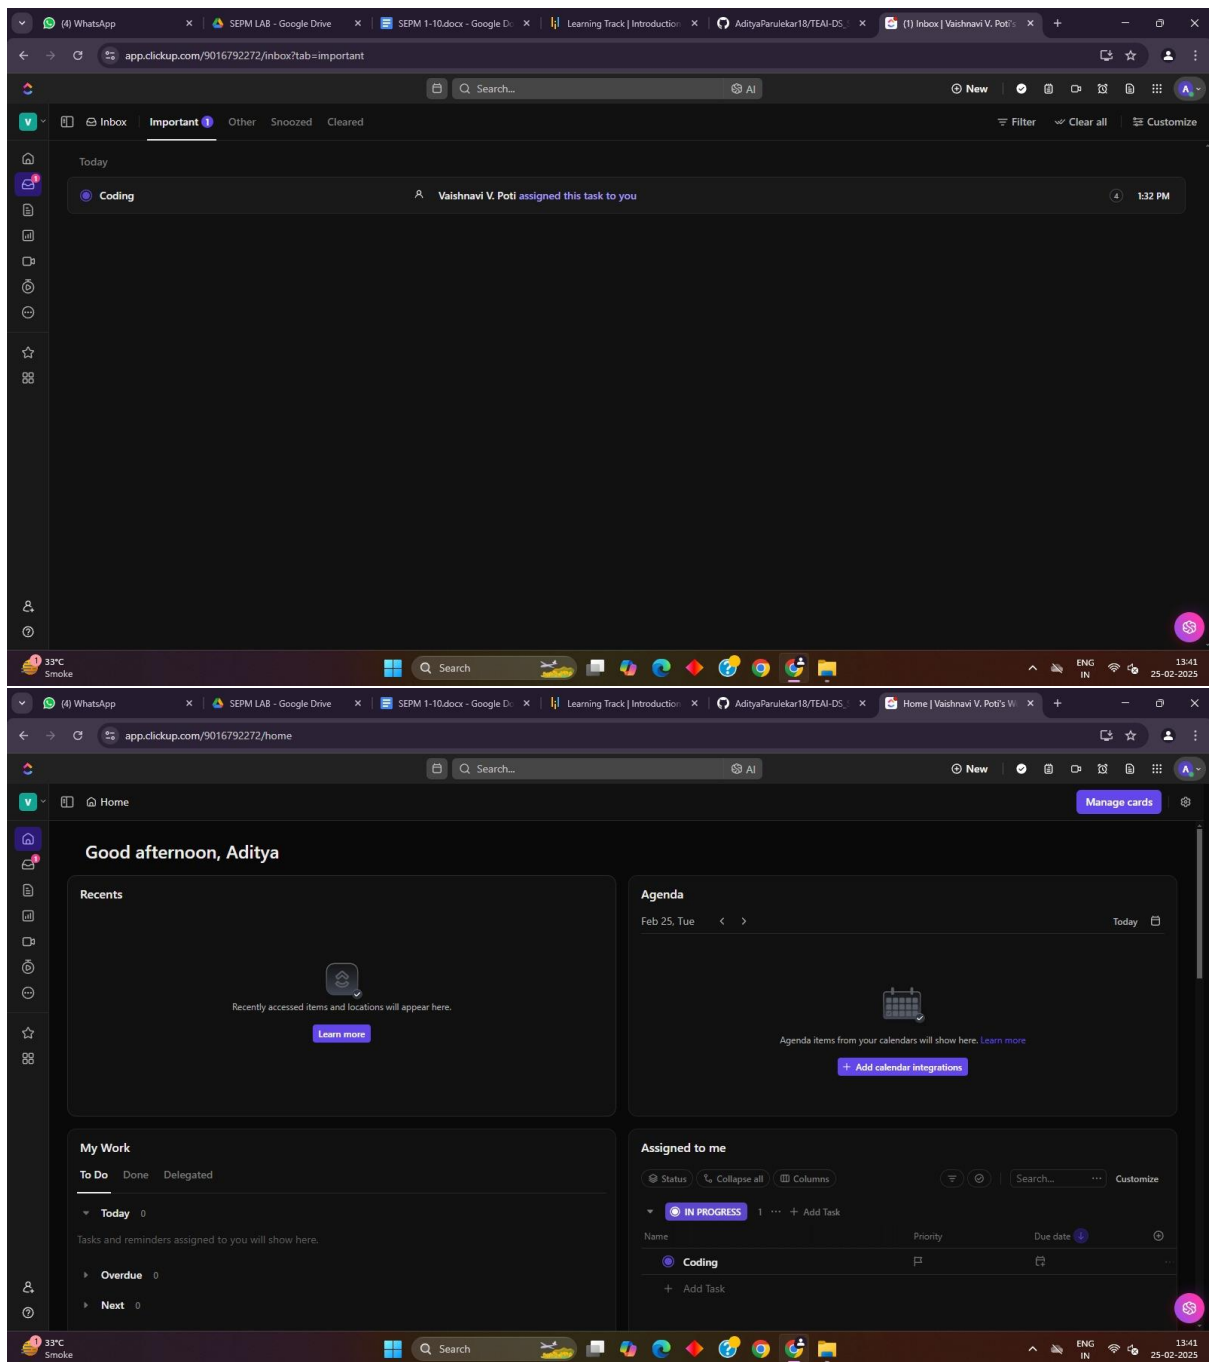 (4) WhatsApp
SEPM LAB - Google Drive
SEPM 1-10.docx - Google Do
Learning Track | Introduction
AdityaParulekar18/TEAI-DS_
(1) Inbox | Vaishnavi V. Poti's
app.clickup.com/9016792272/inbox?tab=important
Search...
AI
New
A
V
Inbox
Important 1
Other
Snoozed
Cleared
Filter
Clear all
Customize
Today
Coding
Vaishnavi V. Poti assigned this task to you
4
1:32 PM
1
33°C
Smoke
Search
ENG
IN
13:41
25-02-2025
(4) WhatsApp
SEPM LAB - Google Drive
SEPM 1-10.docx - Google Do
Learning Track | Introduction
AdityaParulekar18/TEAI-DS_
Home | Vaishnavi V. Poti's W
app.clickup.com/9016792272/home
Search...
AI
New
A
V
Home
Manage cards
Good afternoon, Aditya
Recents
Recently accessed items and locations will appear here.
Learn more
Agenda
Feb 25, Tue
Today
Agenda items from your calendars will show here. Learn more
+ Add calendar integrations
My Work
To Do
Done
Delegated
Today 0
Tasks and reminders assigned to you will show here.
Overdue 0
Next 0
Assigned to me
Status
Collapse all
Columns
Search...
Customize
IN PROGRESS 1 ... + Add Task
Name
Priority
Due date
Coding
+ Add Task
1
33°C
Smoke
Search
ENG
IN
13:41
25-02-2025